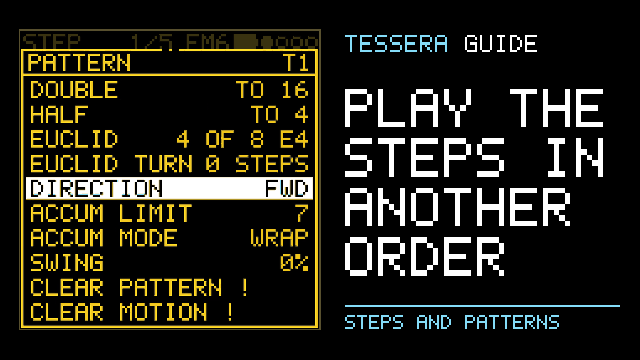 STEP 1/5 EM6
PATTERN T1
DOUBLE TO 16
HALF TO 4
EUCLID 4 OF 8 E4
EUCLID TURN 0 STEPS
DIRECTION FWD
ACCUM LIMIT 7
ACCUM MODE WRAP
SWING 0%
CLEAR PATTERN !
CLEAR MOTION !
TESSERA GUIDE
PLAY THE
STEPS IN
ANOTHER
ORDER
STEPS AND PATTERNS